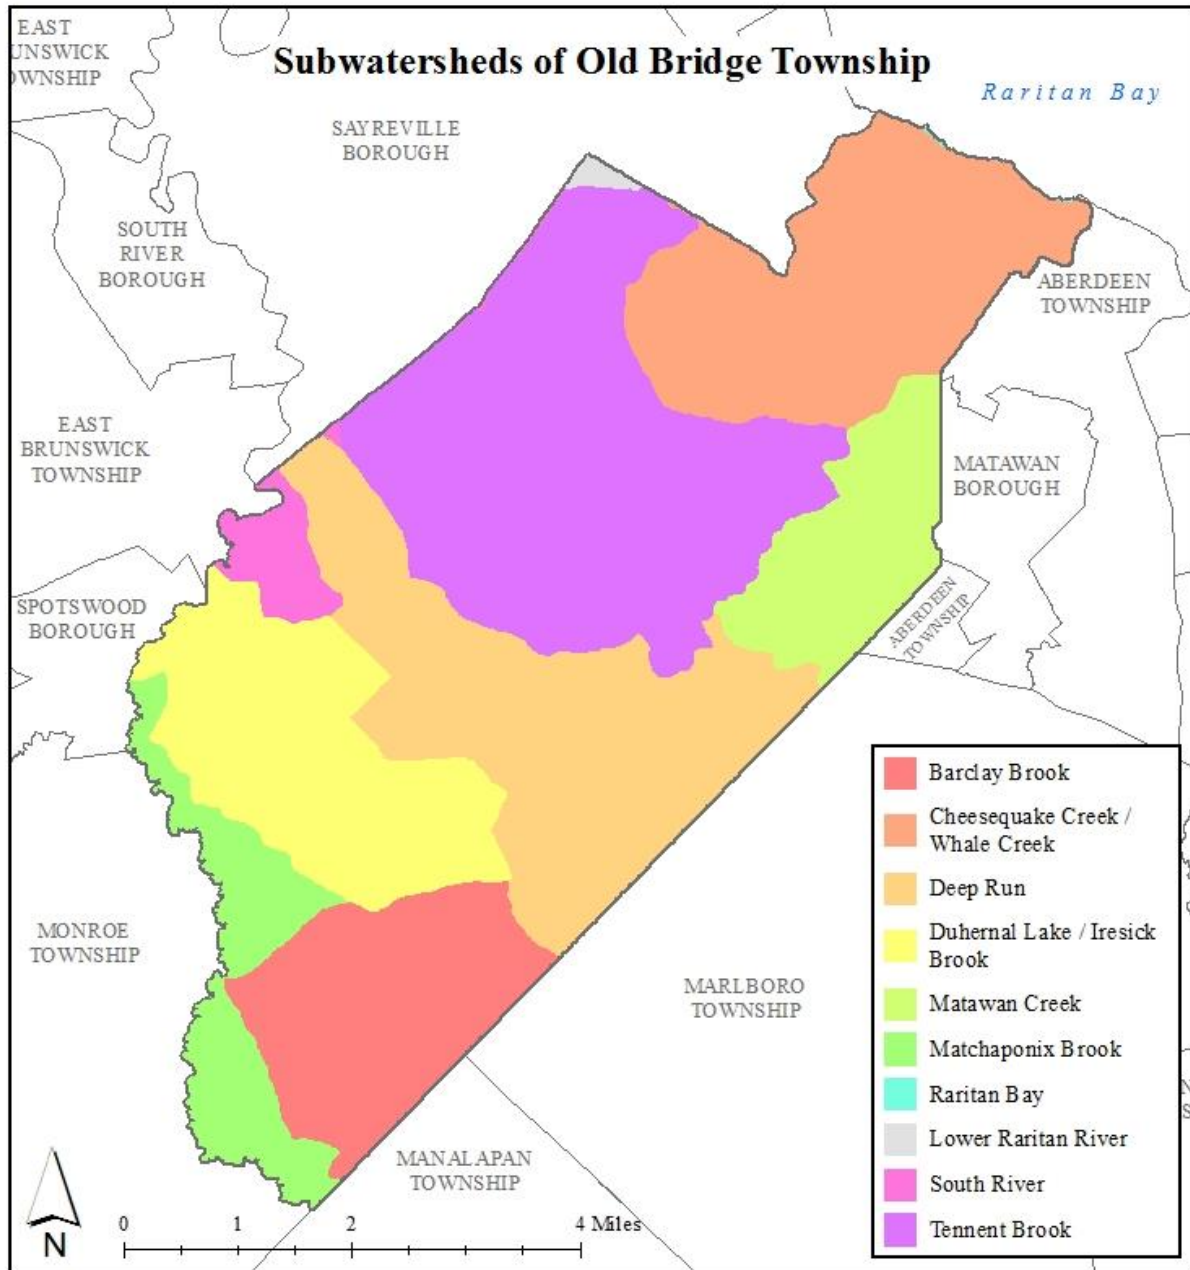 EAST
UNSWICK
OWNSHIP
Subwatersheds of Old Bridge Township
Raritan Bay
SAYREVILLE
BOROUGH
SOUTH
RIVER
BOROUGH
ABERDEEN
TOWNSHIP
EAST
BRUNSWICK
TOWNSHIP
MATAWAN
BOROUGH
ABERDEEN
TOWNSHIP
SPOTSWOOD
BOROUGH
MONROE
TOWNSHIP
MARLBORO
TOWNSHIP
MANALAPAN
TOWNSHIP
Barclay Brook
Cheesequake Creek /
Whale Creek
Deep Run
Duhernal Lake / Iresick
Brook
Matawan Creek
Matchaponix Brook
Raritan Bay
Lower Raritan River
South River
Tennent Brook
N
S
N
0 1 2 4 Miles